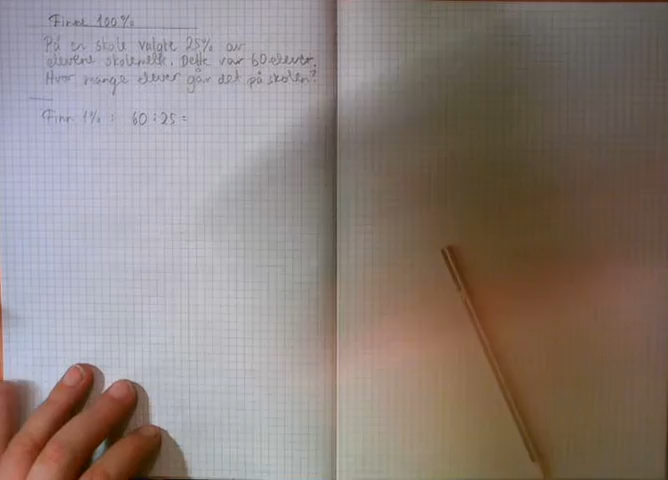 Finne 100%
På en skole valgte 25% av
elevene skolemelk. Dette var 60 elever.
Hvor mange elever går det på skolen?
Finn 1% : 60 : 25 =